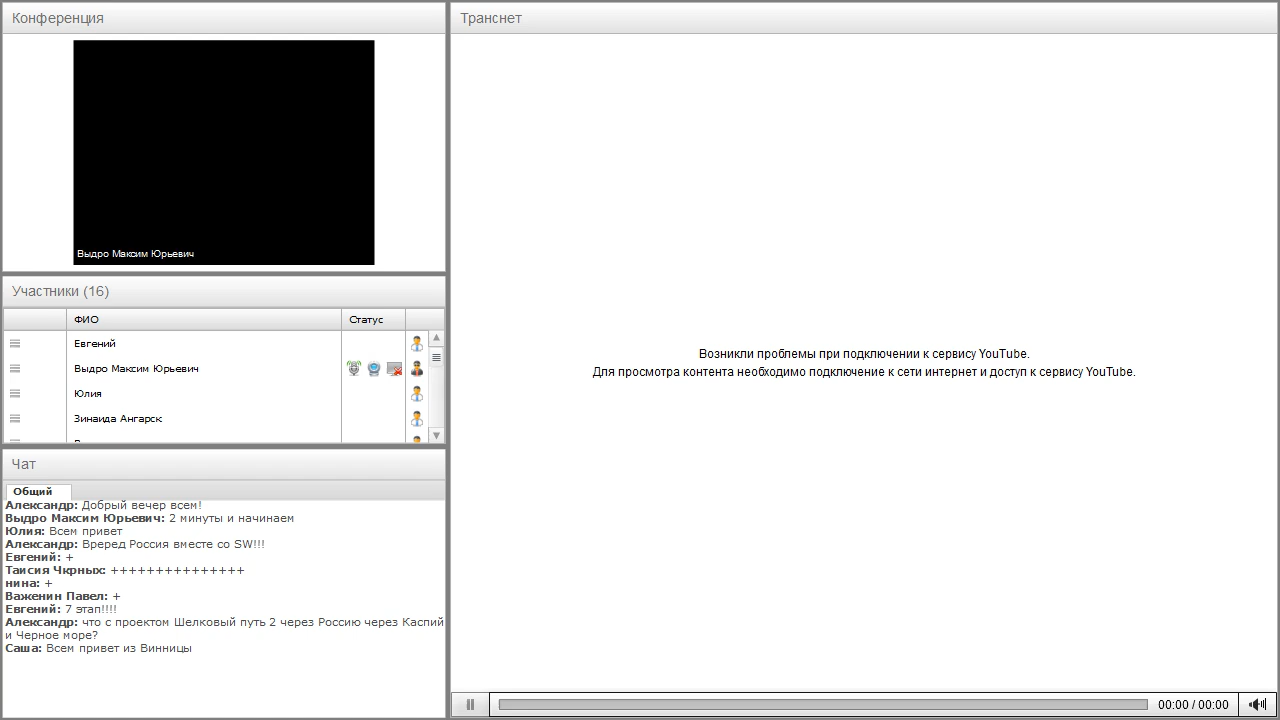 Конференция
Выдро Максим Юрьевич
Участники (16)
ФИО Статус
Евгений
Выдро Максим Юрьевич
Юлия
Зинаида Ангарск
Чат
Общий
Александр: Добрый вечер всем!
Выдро Максим Юрьевич: 2 минуты и начинаем
Юлия: Всем привет
Александр: Вреред Россия вместе со SW!!!
Евгений: +
Таисия Чкрных: +++++++++++++++
нина: +
Важенин Павел: +
Евгений: 7 этап!!!!
Александр: что с проектом Шелковый путь 2 через Россию через Каспий
и Черное море?
Саша: Всем привет из Винницы
Транснет
Возникли проблемы при подключении к сервису YouTube.
Для просмотра контента необходимо подключение к сети интернет и доступ к сервису YouTube.
00:00 / 00:00